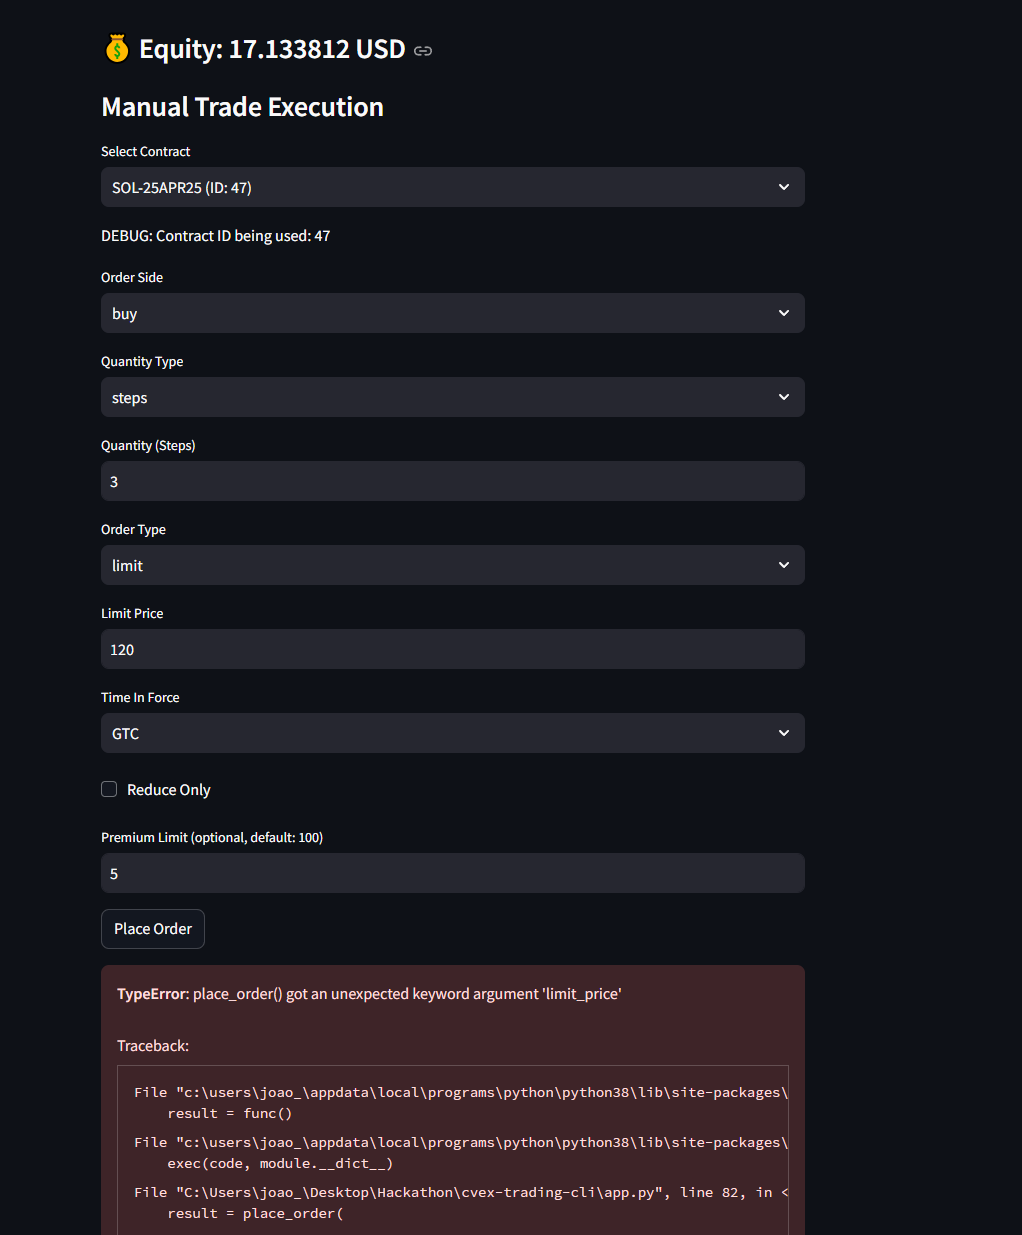 Equity: 17.133812 USD
Manual Trade Execution
Select Contract
SOL-25APR25 (ID: 47)
DEBUG: Contract ID being used: 47
Order Side
buy
Quantity Type
steps
Quantity (Steps)
3
Order Type
limit
Limit Price
120
Time In Force
GTC
Reduce Only
Premium Limit (optional, default: 100)
5
Place Order
TypeError: place_order() got an unexpected keyword argument 'limit_price'
Traceback:
File "c:\users\joao_\appdata\local\programs\python\python38\lib\site-packages\
result = func()
File "c:\users\joao_\appdata\local\programs\python\python38\lib\site-packages\
exec(code, module.__dict__)
File "C:\Users\joao_\Desktop\Hackathon\cvex-trading-cli\app.py", line 82, in <
result = place_order(